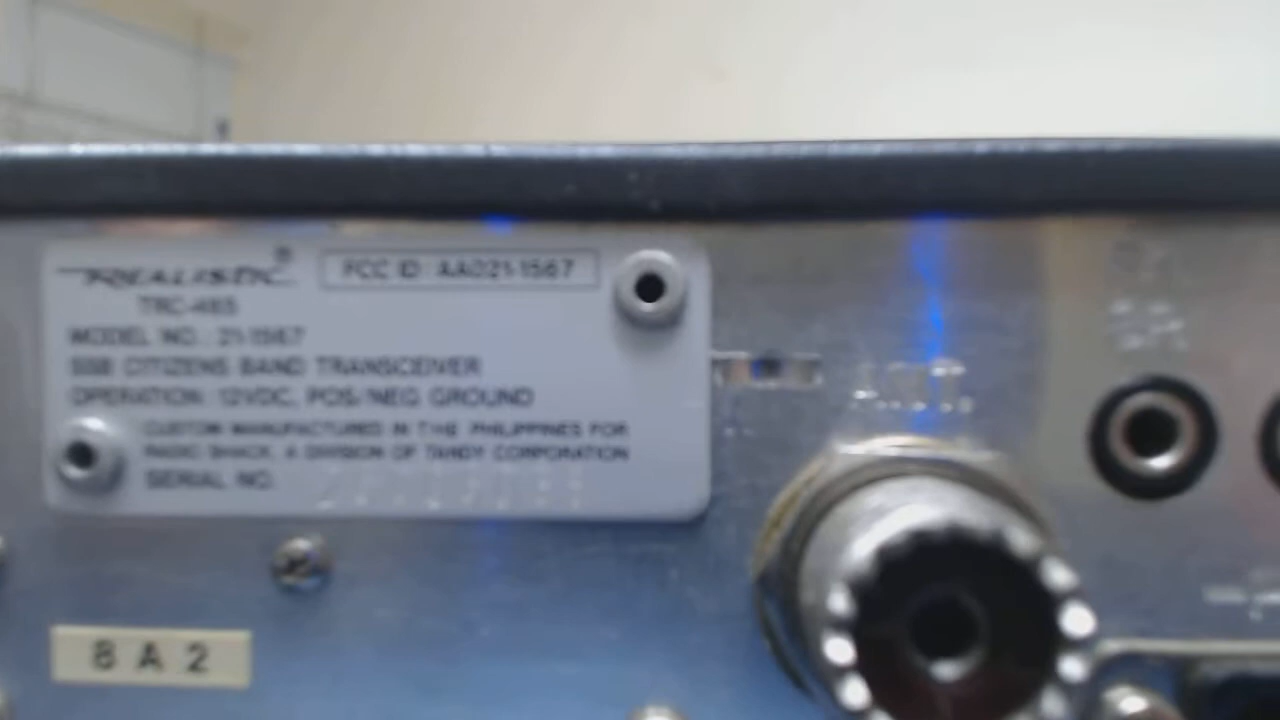 REALISTIC®
FCC ID: AAO21-1567
TRC-465
MODEL NO.: 21-1567
SSB CITIZENS BAND TRANSCEIVER
OPERATION: 12VDC, POS/NEG GROUND
CUSTOM MANUFACTURED IN THE PHILIPPINES FOR
RADIO SHACK, A DIVISION OF TANDY CORPORATION
SERIAL NO.
8 A 2